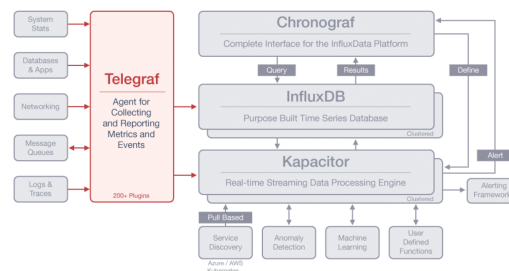 System
Stats
Databases
& Apps
Networking
Message
Queues
Logs &
Traces
Telegraf
Agent for
Collecting
and Reporting
Metrics and
Events
200+ Plugins
Chronograf
Complete Interface for the InfluxData Platform
Query
Results
Define
InfluxDB
Purpose Built Time Series Database
Clustered
Alert
Kapacitor
Real-time Streaming Data Processing Engine
Clustered
Alerting
Framework
Pull Based
Service
Discovery
Anomaly
Detection
Machine
Learning
User
Defined
Functions
Azure / AWS
Kubernetes